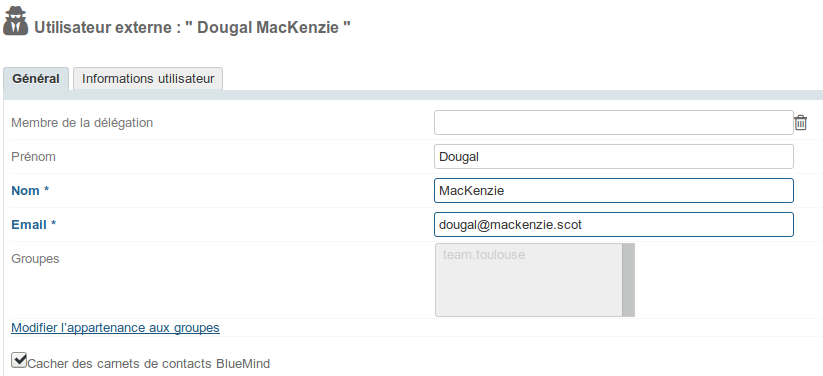 Utilisateur externe : " Dougal MacKenzie "
Général Informations utilisateur
Membre de la délégation
Prénom Dougal
Nom * MacKenzie
Email * dougal@mackenzie.scot
Groupes team.toulouse
Modifier l'appartenance aux groupes
Cacher des carnets de contacts BlueMind